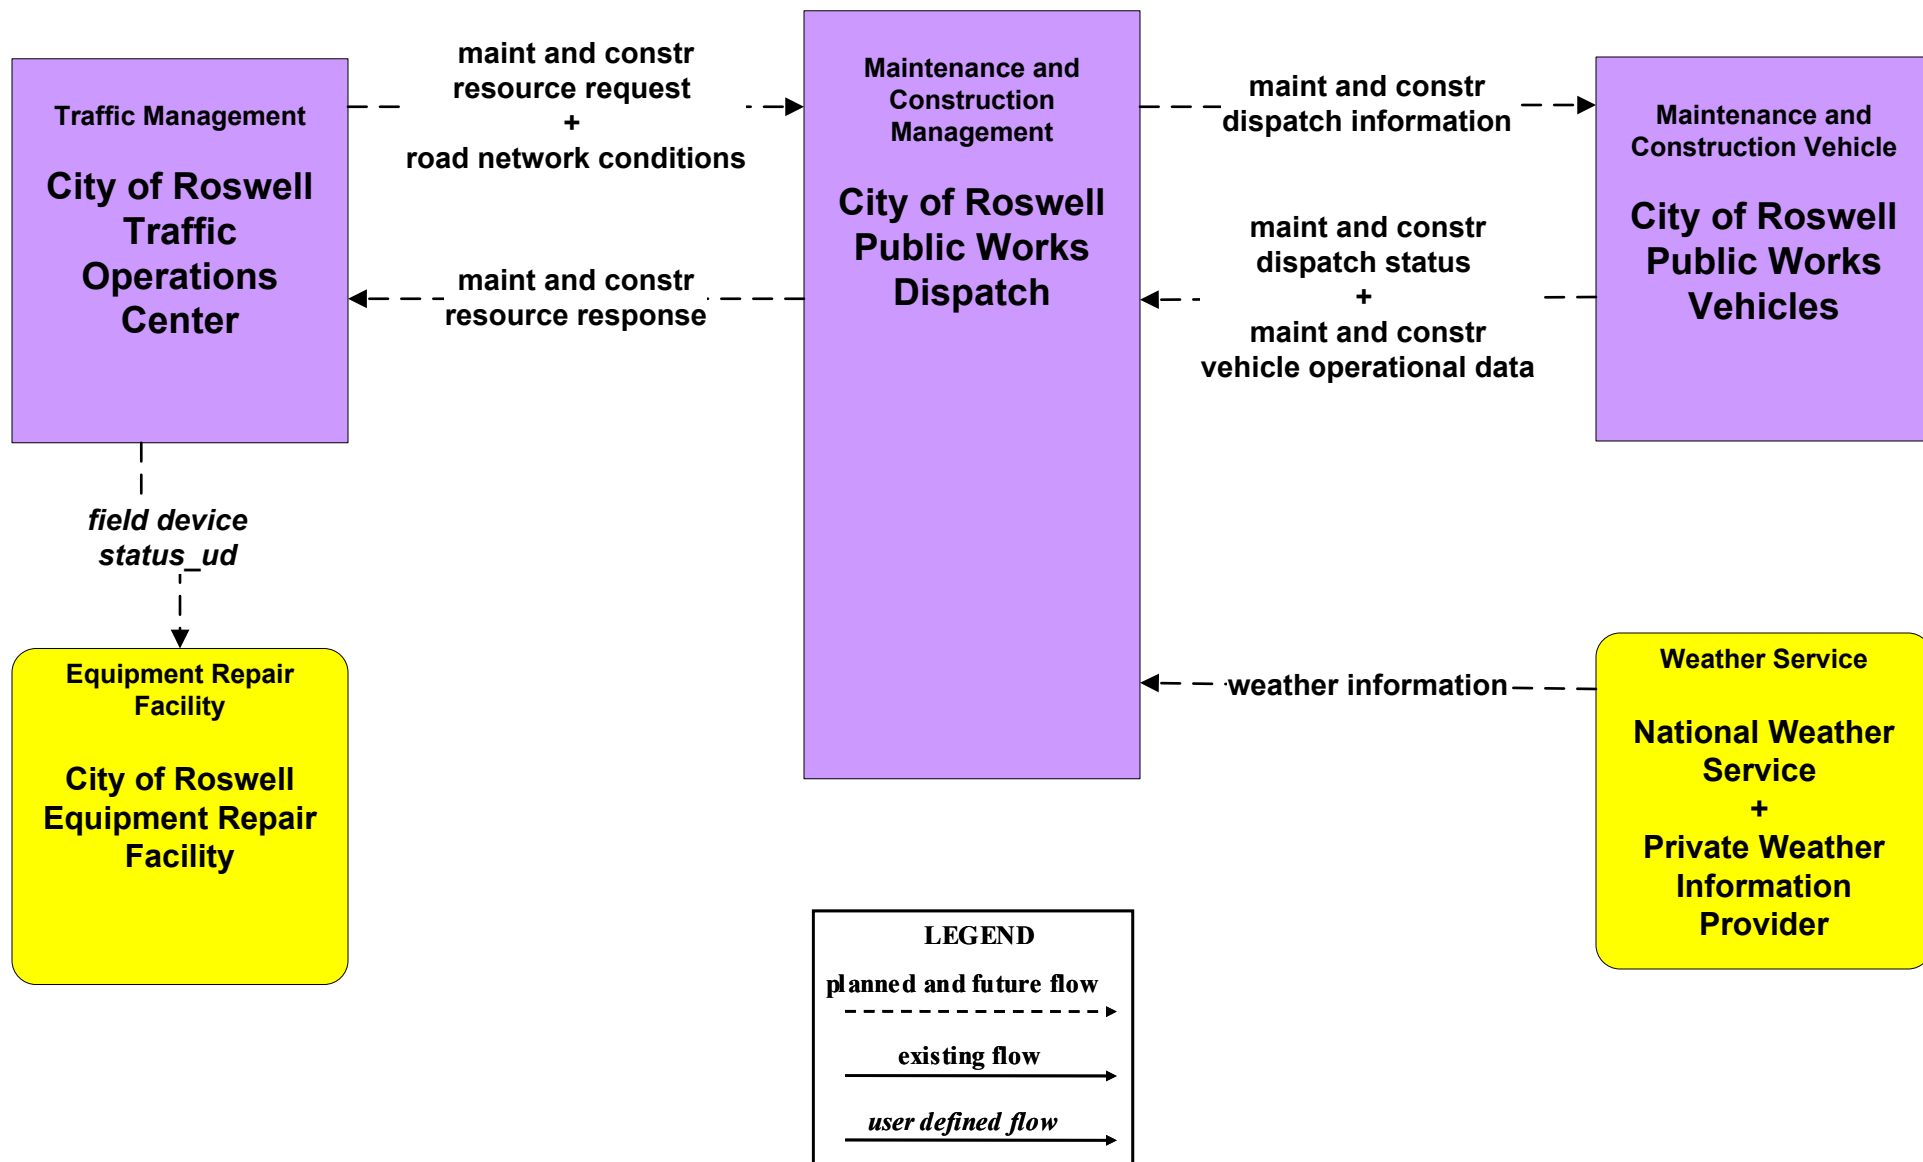 Traffic Management
City of Roswell
Traffic
Operations
Center
maint and constr
resource request
+
road network conditions
maint and constr
resource response
Maintenance and
Construction
Management
City of Roswell
Public Works
Dispatch
maint and constr
dispatch information
maint and constr
dispatch status
+
maint and constr
vehicle operational data
Maintenance and
Construction Vehicle
City of Roswell
Public Works
Vehicles
field device
status_ud
Equipment Repair
Facility
City of Roswell
Equipment Repair
Facility
weather information
Weather Service
National Weather
Service
+
Private Weather
Information
Provider
LEGEND
planned and future flow
existing flow
user defined flow